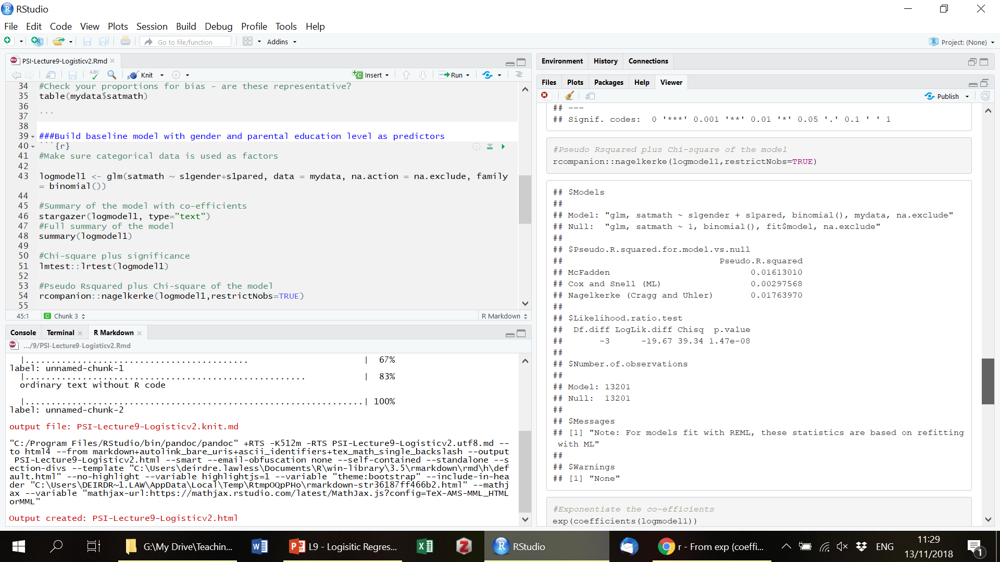 RStudio
File Edit Code View Plots Session Build Debug Profile Tools Help
Go to file/function Addins Project: (None)
PSI-Lecture9-Logisticv2.Rmd
ABC Knit Insert Run
34 #Check your proportions for bias - are these representative?
35 table(mydata$satmath)
36
37 ```
38
39 ###Build baseline model with gender and parental education level as predictors
40 ```{r}
41 #Make sure categorical data is used as factors
42
43 logmodel1 <- glm(satmath ~ s1gender+s1pared, data = mydata, na.action = na.exclude, family
= binomial())
44
45 #Summary of the model with co-efficients
46 stargazer(logmodel1, type="text")
47 #Full summary of the model
48 summary(logmodel1)
49
50 #Chi-square plus significance
51 lmtest::lrtest(logmodel1)
52
53 #Pseudo Rsquared plus Chi-square of the model
54 rcompanion::nagelkerke(logmodel1,restrictNobs=TRUE)
55
45:1 Chunk 3 R Markdown
Console Terminal R Markdown
.../9/PSI-Lecture9-Logisticv2.Rmd
|........................................... | 67%
label: unnamed-chunk-1
|...................................................... | 83%
ordinary text without R code
|.................................................................| 100%
label: unnamed-chunk-2
output file: PSI-Lecture9-Logisticv2.knit.md
"C:/Program Files/RStudio/bin/pandoc/pandoc" +RTS -K512m -RTS PSI-Lecture9-Logisticv2.utf8.md --
to html4 --from markdown+autolink_bare_uris+ascii_identifiers+tex_math_single_backslash --output
PSI-Lecture9-Logisticv2.html --smart --email-obfuscation none --self-contained --standalone --s
ection-divs --template "C:\Users\deirdre.lawless\Documents\R\win-library\3.5\rmarkdown\rmd\h\def
ault.html" --no-highlight --variable highlightjs=1 --variable "theme:bootstrap" --include-in-hea
der "C:\Users\DEIRDR~1.LAW\AppData\Local\Temp\RtmpOQpPHo\rmarkdown-str36187ff466b2.html" --mathj
ax --variable "mathjax-url:https://mathjax.rstudio.com/latest/MathJax.js?config=TeX-AMS-MML_HTML
orMML"
Output created: PSI-Lecture9-Logisticv2.html
Environment History Connections
Files Plots Packages Help Viewer
Publish
## ---
## Signif. codes: 0 '***' 0.001 '**' 0.01 '*' 0.05 '.' 0.1 ' ' 1
#Pseudo Rsquared plus Chi-square of the model
rcompanion::nagelkerke(logmodel1,restrictNobs=TRUE)
## $Models
##
## Model: "glm, satmath ~ s1gender + s1pared, binomial(), mydata, na.exclude"
## Null: "glm, satmath ~ 1, binomial(), fit$model, na.exclude"
##
## $Pseudo.R.squared.for.model.vs.null
## Pseudo.R.squared
## McFadden 0.01613010
## Cox and Snell (ML) 0.00297568
## Nagelkerke (Cragg and Uhler) 0.01763970
##
## $Likelihood.ratio.test
## Df.diff LogLik.diff Chisq p.value
## -3 -19.67 39.34 1.47e-08
##
## $Number.of.observations
##
## Model: 13201
## Null: 13201
##
## $Messages
## [1] "Note: For models fit with REML, these statistics are based on refitting
with ML"
##
## $Warnings
## [1] "None"
#Exponentiate the co-efficients
exp(coefficients(logmodel1))
G:\My Drive\Teachin... L9 - Logisitic Regres... RStudio r - From exp (coeffi... ENG 11:29
13/11/2018 1